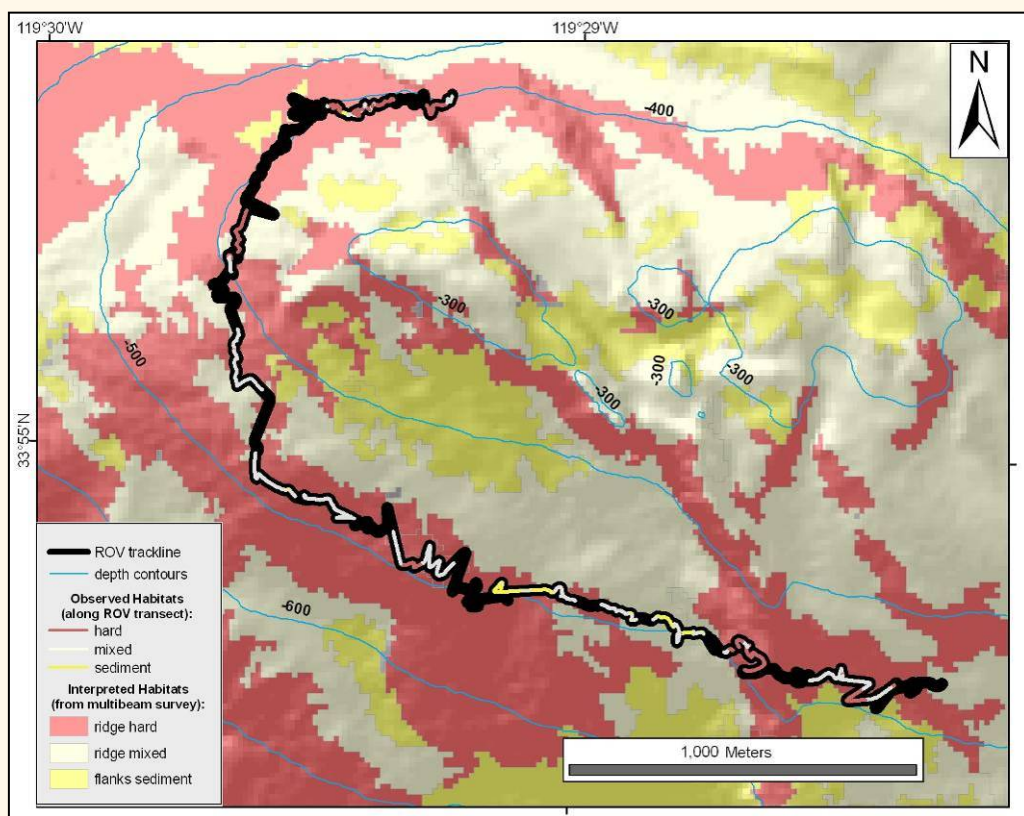 119°30'W
119°29'W
N
-400
-300
-300
-500
-300
-300
-300
33°55'N
-600
ROV trackline
depth contours
Observed Habitats
(along ROV transect):
hard
mixed
sediment
Interpreted Habitats
(from multibeam survey):
ridge hard
ridge mixed
flanks sediment
1,000 Meters